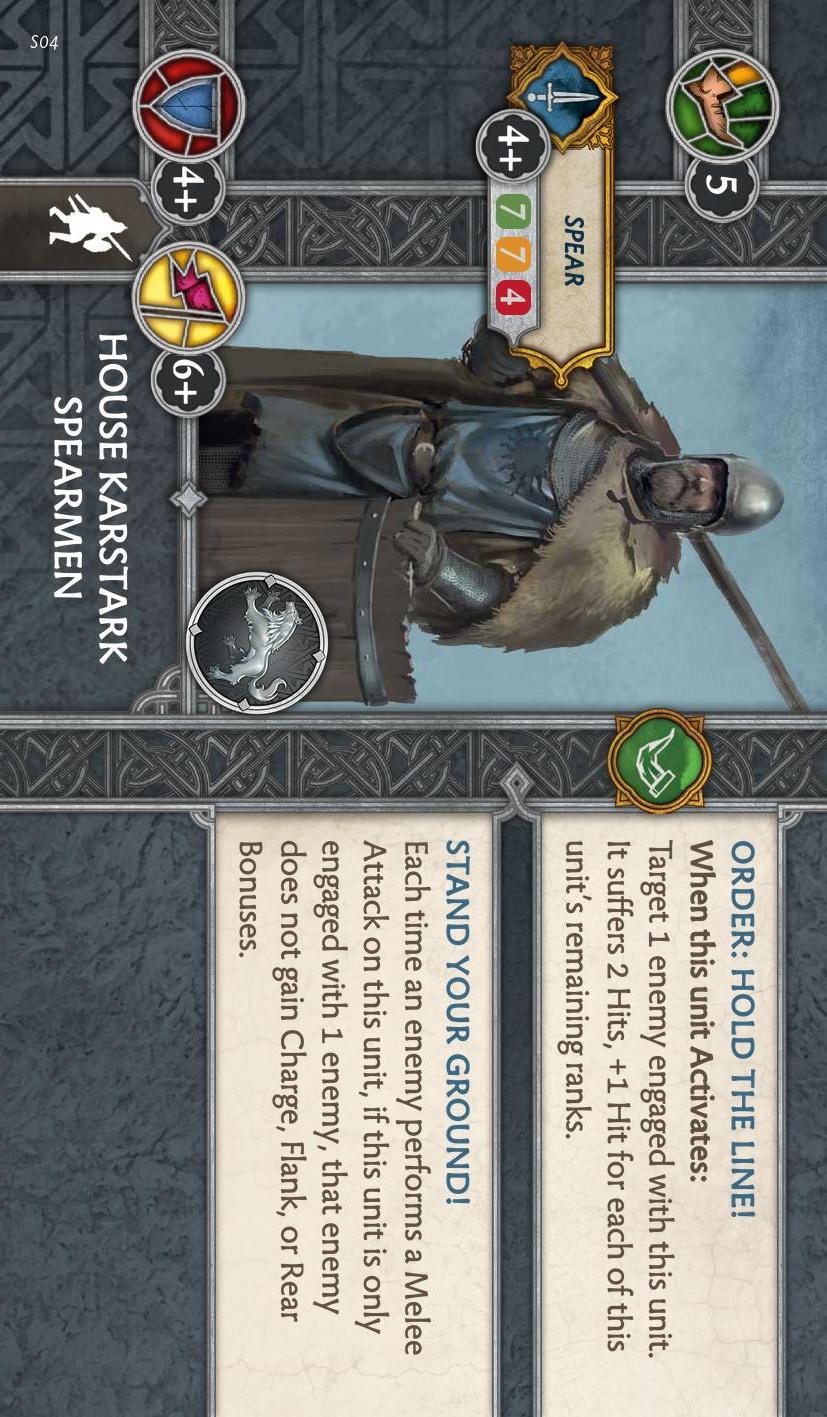 5
SPEAR
4+
7 7 4
4+
6+
HOUSE KARSTARK
SPEARMEN
S04
ORDER: HOLD THE LINE!
When this unit Activates:
Target 1 enemy engaged with this unit.
It suffers 2 Hits, +1 Hit for each of this
unit's remaining ranks.
STAND YOUR GROUND!
Each time an enemy performs a Melee
Attack on this unit, if this unit is only
engaged with 1 enemy, that enemy
does not gain Charge, Flank, or Rear
Bonuses.